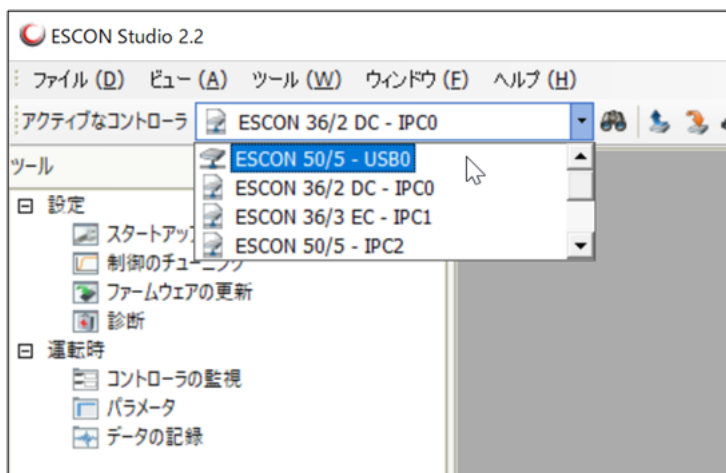 ESCON Studio 2.2
ファイル (D) ビュー (A) ツール (W) ウィンドウ (F) ヘルプ (H)
アクティブなコントローラ ESCON 36/2 DC - IPC0
ESCON 50/5 - USB0
ESCON 36/2 DC - IPC0
ESCON 36/3 EC - IPC1
ESCON 50/5 - IPC2
ツール
設定
スタートアップ
制御のチューニング
ファームウェアの更新
診断
運転時
コントローラの監視
パラメータ
データの記録